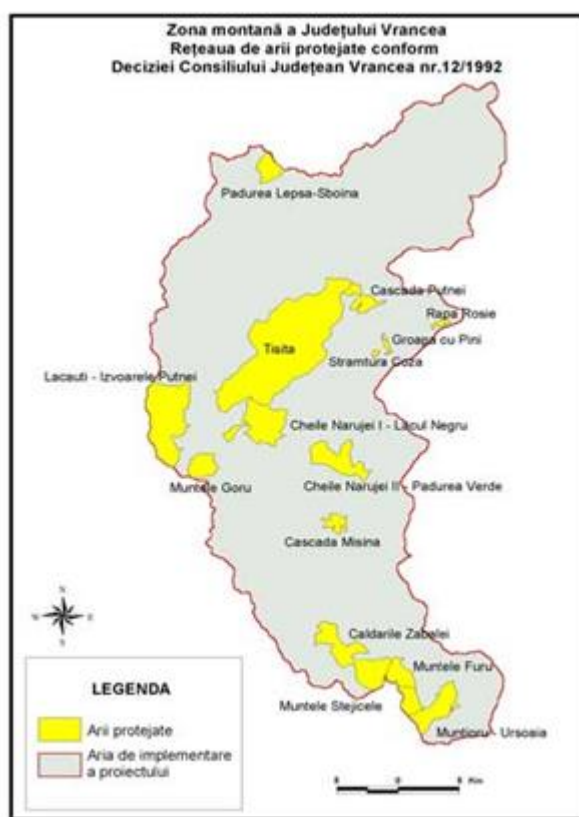 Zona montană a Județului Vrancea
Rețeaua de arii protejate conform
Deciziei Consiliului Județean Vrancea nr.12/1992
Padurea Lepsa-Sboina
Cascada Putnei
Rapa Rosie
Groapa cu Pini
Tisita
Stramtura Coza
Lacauti - Izvoarele Putnei
Cheile Narujei I - Lacul Negru
Muntele Goru
Cheile Narujei II - Padurea Verde
Cascada Misina
N
E
S
Caldarile Zabalei
Muntele Furu
Muntele Stejicele
Muntioru - Ursoaia
LEGENDA
Arii protejate
Aria de implementare
a proiectului
0
Km